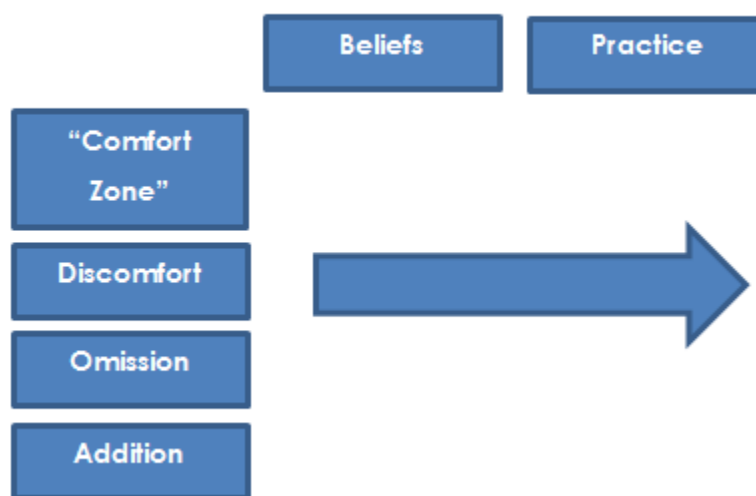 Beliefs
Practice
“Comfort
Zone”
Discomfort
Omission
Addition